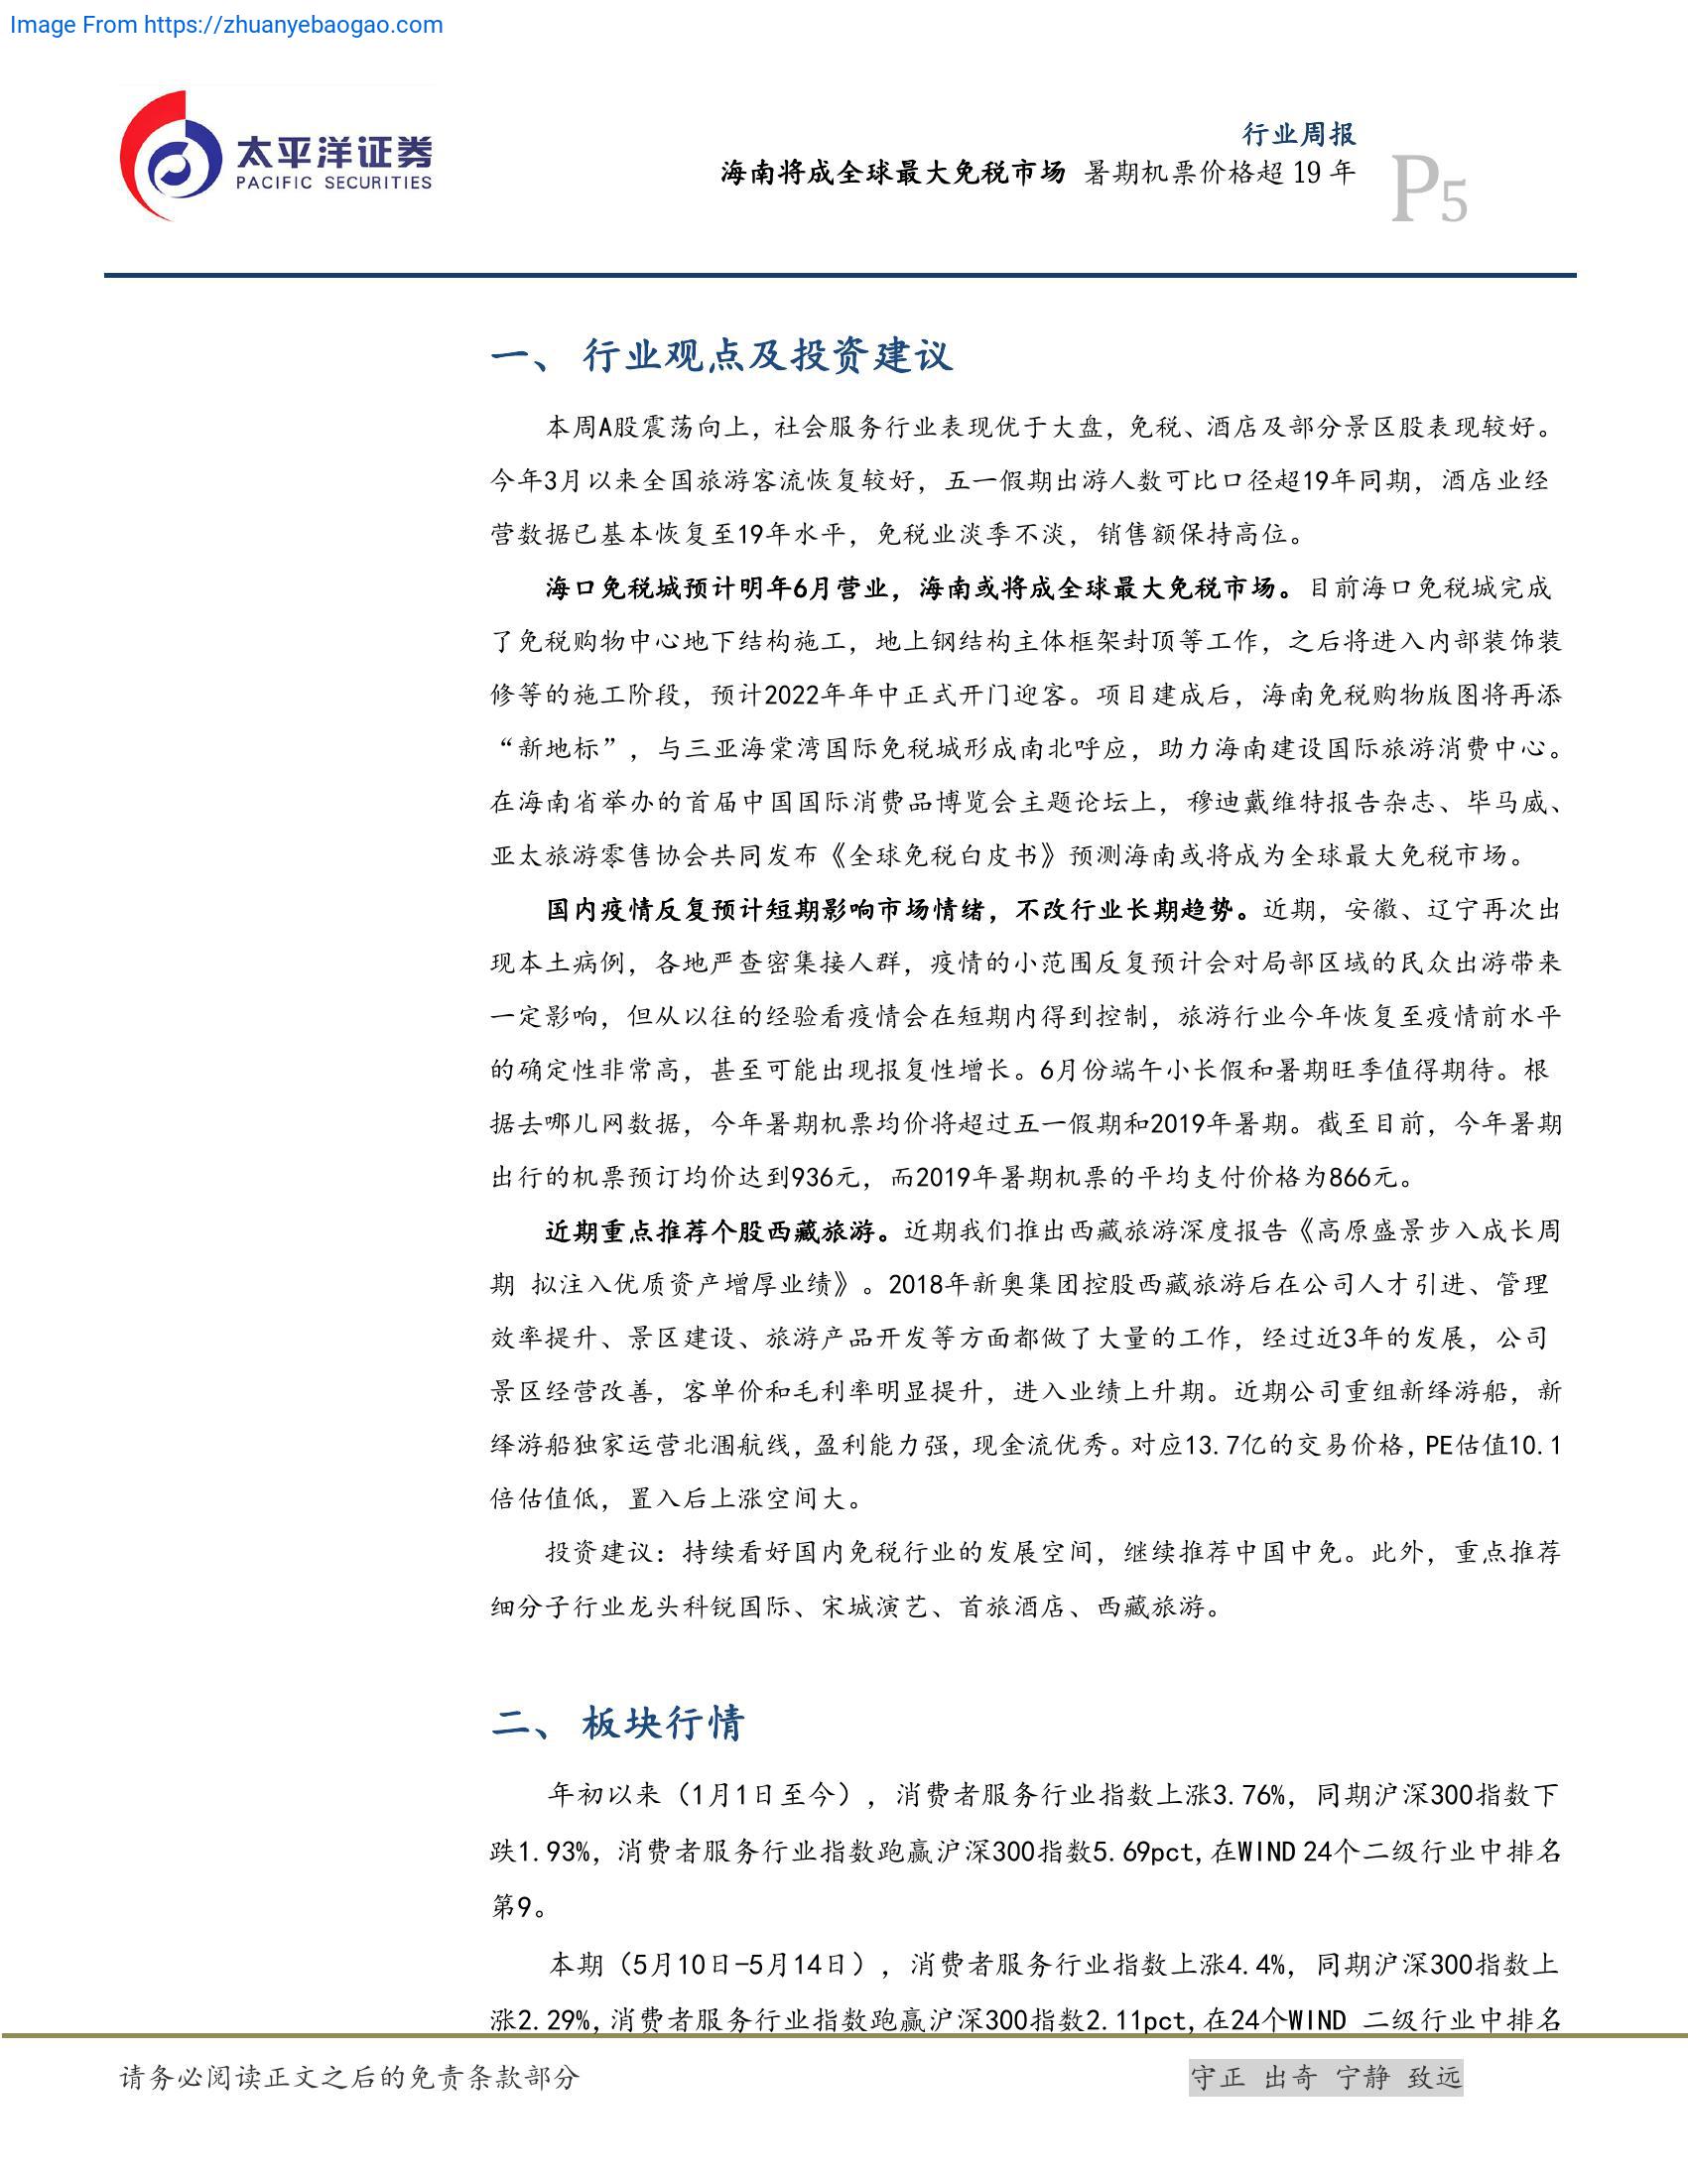 Image From https://zhuanyebaogao.com
太平洋证券
PACIFIC SECURITIES
行业周报
海南将成全球最大免税市场 暑期机票价格超 19 年
P5
一、 行业观点及投资建议
本周A股震荡向上，社会服务行业表现优于大盘，免税、酒店及部分景区股表现较好。
今年3月以来全国旅游客流恢复较好，五一假期出游人数可比口径超19年同期，酒店业经
营数据已基本恢复至19年水平，免税业淡季不淡，销售额保持高位。
海口免税城预计明年6月营业，海南或将成全球最大免税市场。目前海口免税城完成
了免税购物中心地下结构施工，地上钢结构主体框架封顶等工作，之后将进入内部装饰装
修等的施工阶段，预计2022年年中正式开门迎客。项目建成后，海南免税购物版图将再添
“新地标”，与三亚海棠湾国际免税城形成南北呼应，助力海南建设国际旅游消费中心。
在海南省举办的首届中国国际消费品博览会主题论坛上，穆迪戴维特报告杂志、毕马威、
亚太旅游零售协会共同发布《全球免税白皮书》预测海南或将成为全球最大免税市场。
国内疫情反复预计短期影响市场情绪，不改行业长期趋势。近期，安徽、辽宁再次出
现本土病例，各地严查密集接人群，疫情的小范围反复预计会对局部区域的民众出游带来
一定影响，但从以往的经验看疫情会在短期内得到控制，旅游行业今年恢复至疫情前水平
的确定性非常高，甚至可能出现报复性增长。6月份端午小长假和暑期旺季值得期待。根
据去哪儿网数据，今年暑期机票均价将超过五一假期和2019年暑期。截至目前，今年暑期
出行的机票预订均价达到936元，而2019年暑期机票的平均支付价格为866元。
近期重点推荐个股西藏旅游。近期我们推出西藏旅游深度报告《高原盛景步入成长周
期 拟注入优质资产增厚业绩》。2018年新奥集团控股西藏旅游后在公司人才引进、管理
效率提升、景区建设、旅游产品开发等方面都做了大量的工作，经过近3年的发展，公司
景区经营改善，客单价和毛利率明显提升，进入业绩上升期。近期公司重组新绎游船，新
绎游船独家运营北涠航线，盈利能力强，现金流优秀。对应13.7亿的交易价格，PE估值10.1
倍估值低，置入后上涨空间大。
投资建议：持续看好国内免税行业的发展空间，继续推荐中国中免。此外，重点推荐
细分子行业龙头科锐国际、宋城演艺、首旅酒店、西藏旅游。
二、 板块行情
年初以来（1月1日至今），消费者服务行业指数上涨3.76%，同期沪深300指数下
跌1.93%，消费者服务行业指数跑赢沪深300指数5.69pct,在WIND 24个二级行业中排名
第9。
本期（5月10日-5月14日），消费者服务行业指数上涨4.4%，同期沪深300指数上
涨2.29%,消费者服务行业指数跑赢沪深300指数2.11pct,在24个WIND 二级行业中排名
请务必阅读正文之后的免责条款部分
守正 出奇 宁静 致远